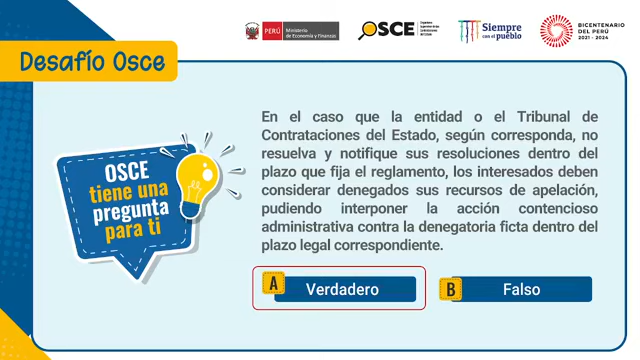 PERÚ
Ministerio
de Economía y Finanzas
OSCE
Siempre
con el pueblo
BICENTENARIO
DEL PERÚ
2021 - 2024
Desafío Osce
OSCE
tiene una
pregunta
para ti
En el caso que la entidad o el Tribunal de
Contrataciones del Estado, según corresponda, no
resuelva y notifique sus resoluciones dentro del
plazo que fija el reglamento, los interesados deben
considerar denegados sus recursos de apelación,
pudiendo interponer la acción contencioso
administrativa contra la denegatoria ficta dentro del
plazo legal correspondiente.
A Verdadero
B Falso